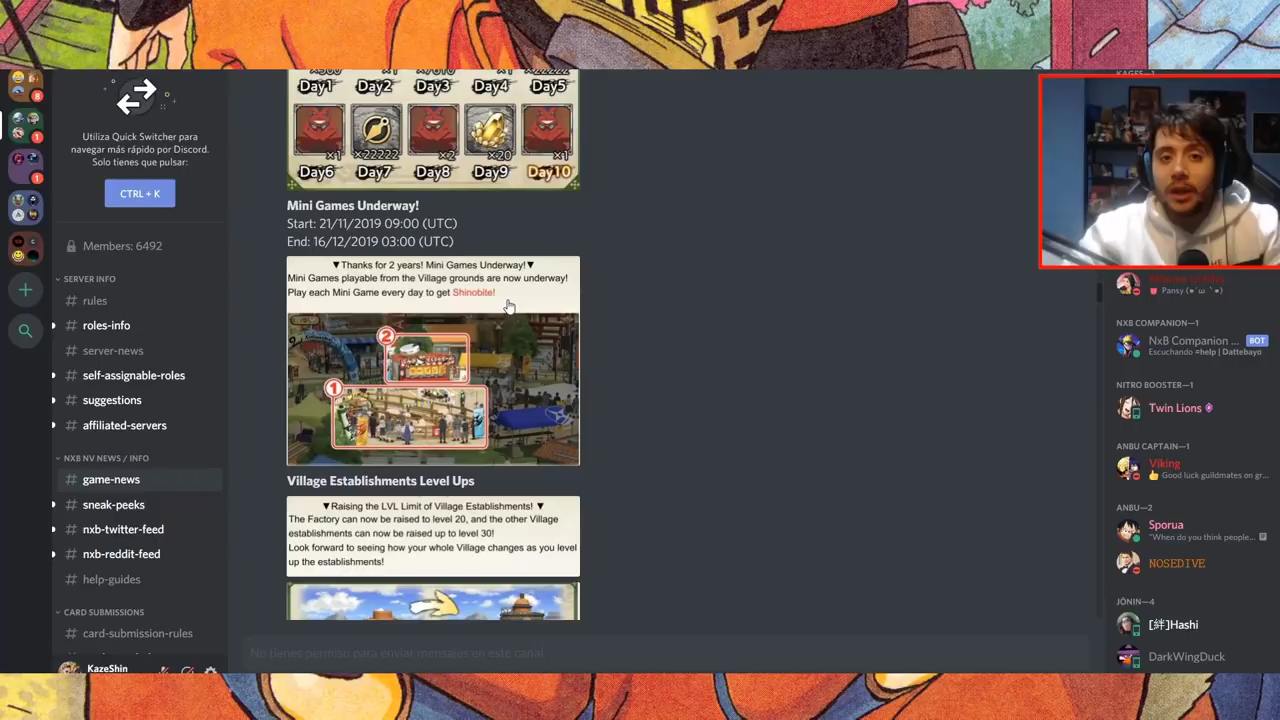 8
1
1
Utiliza Quick Switcher para
navegar más rápido por Discord.
Solo tienes que pulsar:
CTRL + K
Members: 6492
SERVER INFO
# rules
# roles-info
# server-news
# self-assignable-roles
# suggestions
# affiliated-servers
NXB NV NEWS / INFO
# game-news
# sneak-peeks
# nxb-twitter-feed
# nxb-reddit-feed
# help-guides
CARD SUBMISSIONS
# card-submission-rules
KazeShin
Day1 Day2 Day3 Day4 Day5
×1 ×22222 ×2 ×20 ×1
Day6 Day7 Day8 Day9 Day10
Mini Games Underway!
Start: 21/11/2019 09:00 (UTC)
End: 16/12/2019 03:00 (UTC)
▼Thanks for 2 years! Mini Games Underway!▼
Mini Games playable from the Village grounds are now underway!
Play each Mini Game every day to get Shinobite!
2
1
Village Establishments Level Ups
▼Raising the LVL Limit of Village Establishments! ▼
The Factory can now be raised to level 20, and the other Village
establishments can now be raised up to level 30!
Look forward to seeing how your whole Village changes as you level
up the establishments!
No tienes permiso para enviar mensajes en este canal.
Pansy (●´ω｀●)
NXB COMPANION—1
NxB Companion ... BOT
Escuchando =help | Dattebayo
NITRO BOOSTER—1
Twin Lions
ANBU CAPTAIN—1
Viking
Good luck guildmates on gr...
ANBU—2
Sporua
"When do you think people...
NOSEDIVE
JŌNIN—4
[絆]Hashi
DarkWingDuck